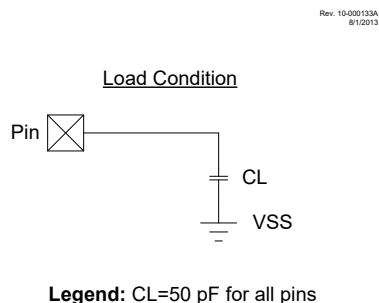 Rev. 10-000133A
8/1/2013
Load Condition
Pin
CL
VSS
Legend: CL=50 pF for all pins